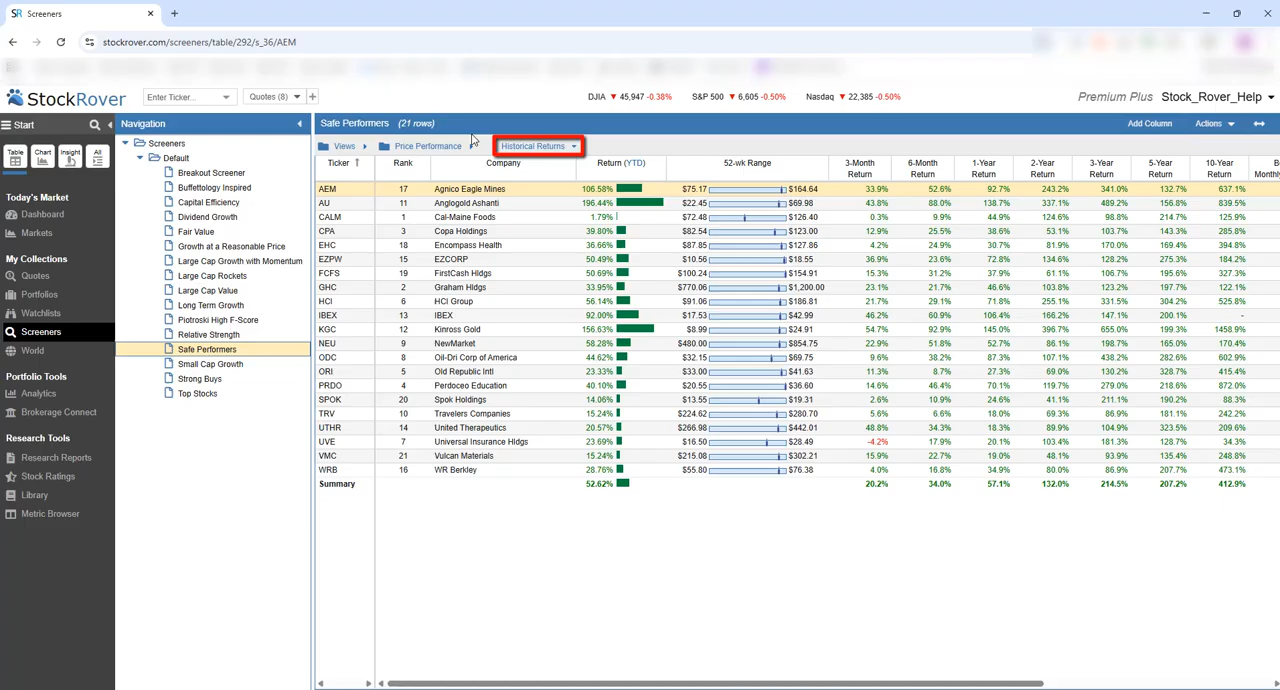 SR Screeners
stockrover.com/screeners/table/292/s_36/AEM
StockRover Enter Ticker... Quotes (8) + DJIA ▼ 45,947 -0.38% S&P 500 ▼ 6,605 -0.50% Nasdaq ▼ 22,385 -0.50% Premium Plus Stock_Rover_Help
Start Navigation Safe Performers (21 rows) Add Column Actions
Table Chart Insight All
Today's Market
Dashboard
Markets
My Collections
Quotes
Portfolios
Watchlists
Screeners
World
Portfolio Tools
Analytics
Brokerage Connect
Research Tools
Research Reports
Stock Ratings
Library
Metric Browser
Screeners
Default
Breakout Screener
Buffettology Inspired
Capital Efficiency
Dividend Growth
Fair Value
Growth at a Reasonable Price
Large Cap Growth with Momentum
Large Cap Rockets
Large Cap Value
Long Term Growth
Piotroski High F-Score
Relative Strength
Safe Performers
Small Cap Growth
Strong Buys
Top Stocks
Views Price Performance Historical Returns
Ticker Rank Company Return (YTD) 52-wk Range 3-Month Return 6-Month Return 1-Year Return 2-Year Return 3-Year Return 5-Year Return 10-Year Return
AEM 17 Agnico Eagle Mines 106.58% $75.17 $164.64 33.9% 52.6% 92.7% 243.2% 341.0% 132.7% 637.1%
AU 11 Anglogold Ashanti 196.44% $22.45 $69.98 43.8% 88.0% 138.7% 337.8% 489.2% 156.8% 839.5%
CALM 1 Cal-Maine Foods 1.79% $72.48 $126.40 0.3% 9.9% 44.9% 124.6% 98.8% 214.7% 125.9%
CPA 3 Copa Holdings 39.80% $82.54 $123.00 12.9% 25.5% 38.6% 53.1% 103.7% 143.3% 285.8%
EHC 18 Encompass Health 36.66% $87.85 $127.86 4.2% 24.9% 30.7% 81.9% 170.0% 169.4% 394.8%
EZPW 15 EZCORP 50.49% $10.56 $18.55 36.9% 23.6% 72.8% 134.6% 128.2% 275.3% 184.2%
FCFS 19 FirstCash Hldgs 50.69% $100.24 $154.91 15.3% 31.2% 37.9% 61.1% 106.7% 195.6% 327.3%
GHC 2 Graham Hldgs 33.95% $770.06 $1,200.00 23.1% 21.7% 46.6% 103.8% 123.2% 197.7% 122.1%
HCI 6 HCI Group 56.14% $91.06 $186.81 21.7% 29.1% 71.8% 255.1% 331.5% 304.2% 525.8%
IBEX 13 IBEX 92.00% $17.53 $42.99 46.2% 60.9% 106.4% 166.2% 147.1% 200.1% -
KGC 12 Kinross Gold 156.63% $8.99 $24.91 54.7% 92.9% 145.0% 396.7% 655.0% 199.3% 1458.9%
NEU 9 NewMarket 58.28% $480.00 $854.75 22.9% 51.8% 52.7% 86.1% 198.7% 165.0% 170.4%
ODC 8 Oil-Dri Corp of America 44.62% $32.15 $69.75 9.6% 38.2% 87.3% 107.1% 438.2% 282.6% 602.9%
ORI 5 Old Republic Intl 23.33% $33.00 $41.63 11.3% 8.7% 27.3% 69.0% 130.2% 328.7% 415.4%
PRDO 4 Perdoceo Education 40.10% $20.55 $36.60 14.6% 46.4% 70.1% 119.7% 279.0% 218.6% 872.0%
SPOK 20 Spok Holdings 14.06% $13.55 $19.31 2.6% 10.9% 24.6% 41.1% 211.1% 190.2% 88.3%
TRV 10 Travelers Companies 15.24% $224.62 $280.70 5.6% 6.6% 18.0% 69.3% 86.9% 181.1% 242.2%
UTHR 14 United Therapeutics 20.57% $266.98 $442.01 48.8% 34.3% 18.3% 89.9% 104.9% 323.5% 209.6%
UVE 7 Universal Insurance Hldgs 23.69% $16.50 $28.49 -4.2% 17.9% 20.1% 103.4% 181.3% 128.7% 34.3%
VMC 21 Vulcan Materials 15.24% $215.08 $302.21 15.9% 22.7% 19.0% 48.1% 93.9% 135.4% 248.8%
WRB 16 WR Berkley 28.76% $55.80 $76.38 4.0% 16.8% 34.9% 80.0% 86.9% 207.7% 473.1%
Summary 52.62% 20.2% 34.0% 57.1% 132.0% 214.5% 207.2% 412.9%